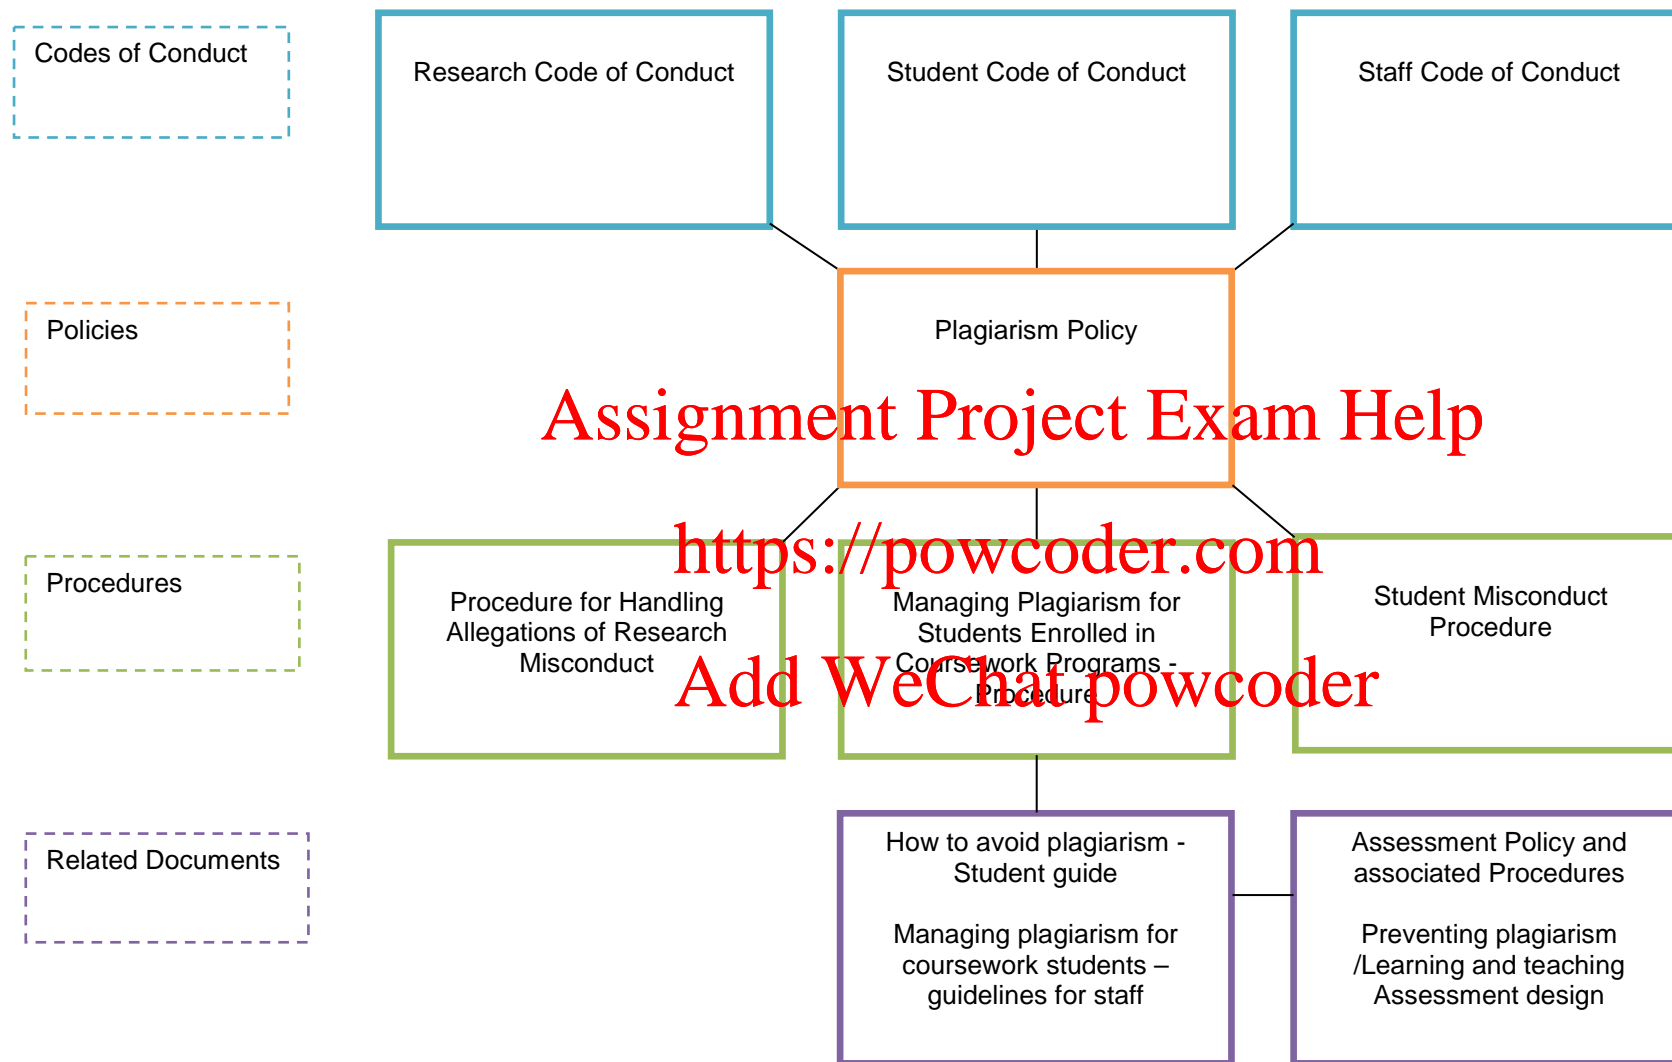 Codes of Conduct
Research Code of Conduct
Student Code of Conduct
Staff Code of Conduct
Policies
Plagiarism Policy
Assignment Project Exam Help
https://powcoder.com
Procedures
Procedure for Handling
Allegations of Research
Misconduct
Managing Plagiarism for
Students Enrolled in
Coursework Programs -
Procedure
Student Misconduct
Procedure
Add WeChat powcoder
Related Documents
How to avoid plagiarism -
Student guide
Managing plagiarism for
coursework students –
guidelines for staff
Assessment Policy and
associated Procedures
Preventing plagiarism
/Learning and teaching
Assessment design